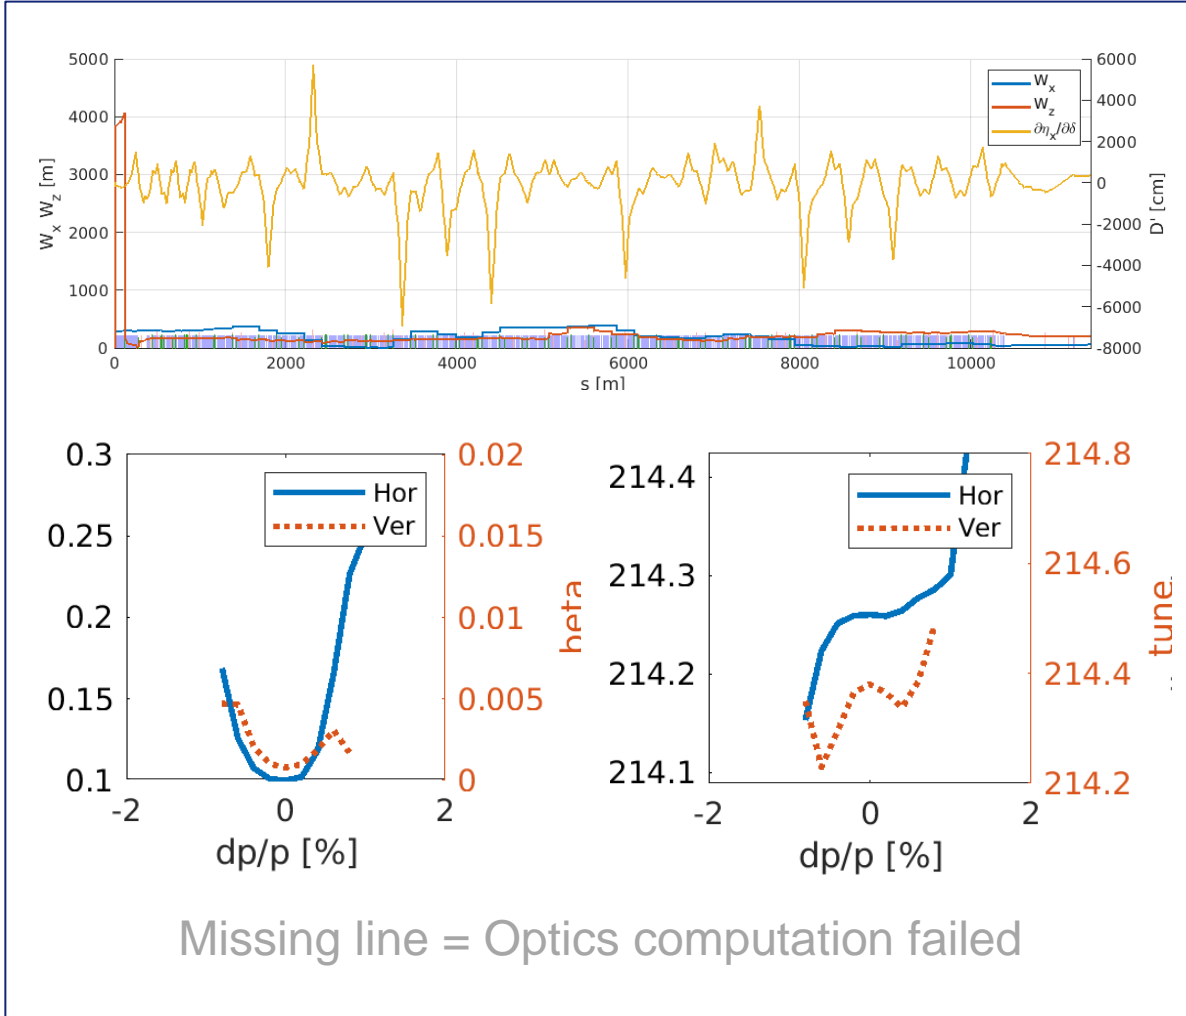 5000
4000
3000
2000
1000
0
W_x W_z [m]
6000
4000
2000
0
-2000
-4000
-6000
-8000
D' [cm]
W_x
W_z
∂η_x/∂δ
0
2000
4000
6000
8000
10000
s [m]
0.3
0.25
0.2
0.15
0.1
0.02
0.015
0.01
0.005
0
beta
Hor
Ver
-2
0
2
dp/p [%]
214.4
214.3
214.2
214.1
214.8
214.6
214.4
214.2
tune
Hor
Ver
-2
0
2
dp/p [%]
Missing line = Optics computation failed